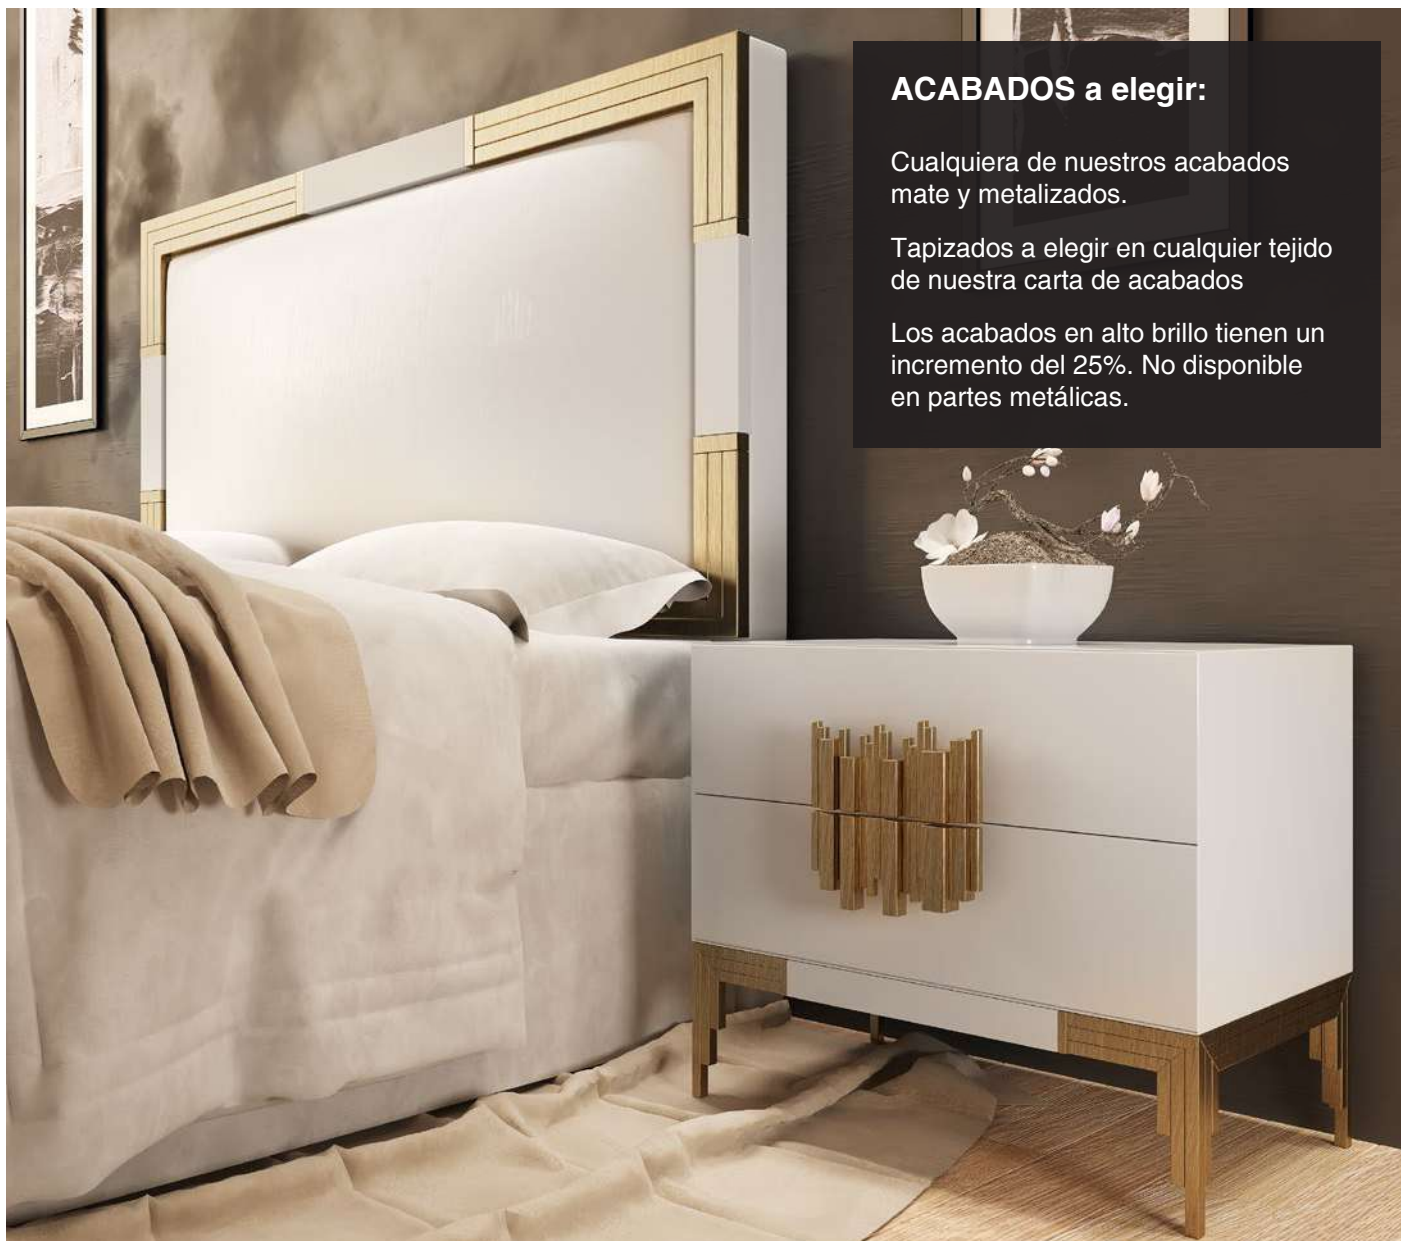 ACABADOS a elegir:
Cualquiera de nuestros acabados
mate y metalizados.
Tapizados a elegir en cualquier tejido
de nuestra carta de acabados
Los acabados en alto brillo tienen un
incremento del 25%. No disponible
en partes metálicas.